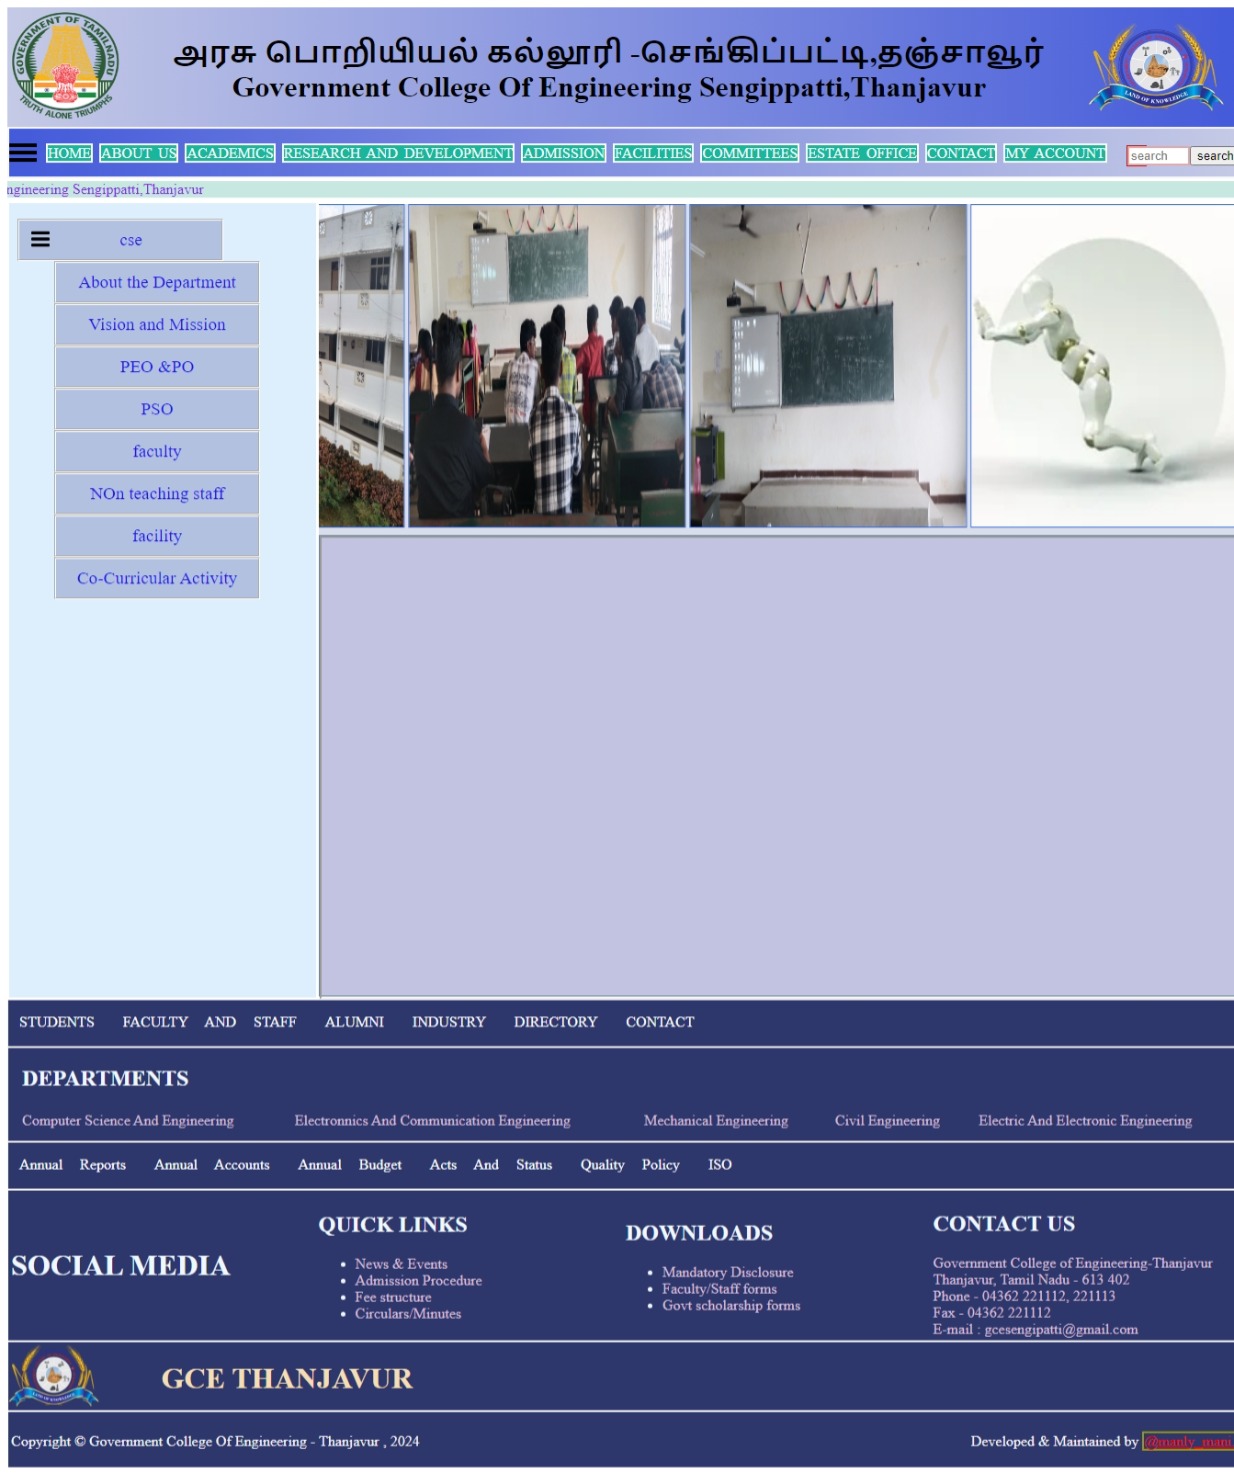 GOVERNMENT OF TAMILNADU
TRUTH ALONE TRIUMPHS
அரசு பொறியியல் கல்லூரி -செங்கிப்பட்டி,தஞ்சாவூர்
Government College Of Engineering Sengippatti,Thanjavur
LAND OF KNOWLEDGE
HOME ABOUT US ACADEMICS RESEARCH AND DEVELOPMENT ADMISSION FACILITIES COMMITTEES ESTATE OFFICE CONTACT MY ACCOUNT search search
ngineering Sengippatti,Thanjavur
cse
About the Department
Vision and Mission
PEO &PO
PSO
faculty
NOn teaching staff
facility
Co-Curricular Activity
STUDENTS FACULTY AND STAFF ALUMNI INDUSTRY DIRECTORY CONTACT
DEPARTMENTS
Computer Science And Engineering Electronnics And Communication Engineering Mechanical Engineering Civil Engineering Electric And Electronic Engineering
Annual Reports Annual Accounts Annual Budget Acts And Status Quality Policy ISO
SOCIAL MEDIA
QUICK LINKS
News & Events
Admission Procedure
Fee structure
Circulars/Minutes
DOWNLOADS
Mandatory Disclosure
Faculty/Staff forms
Govt scholarship forms
CONTACT US
Government College of Engineering-Thanjavur
Thanjavur, Tamil Nadu - 613 402
Phone - 04362 221112, 221113
Fax - 04362 221112
E-mail : gcesengipatti@gmail.com
GCE THANJAVUR
Copyright © Government College Of Engineering - Thanjavur , 2024
Developed & Maintained by @manly_mani